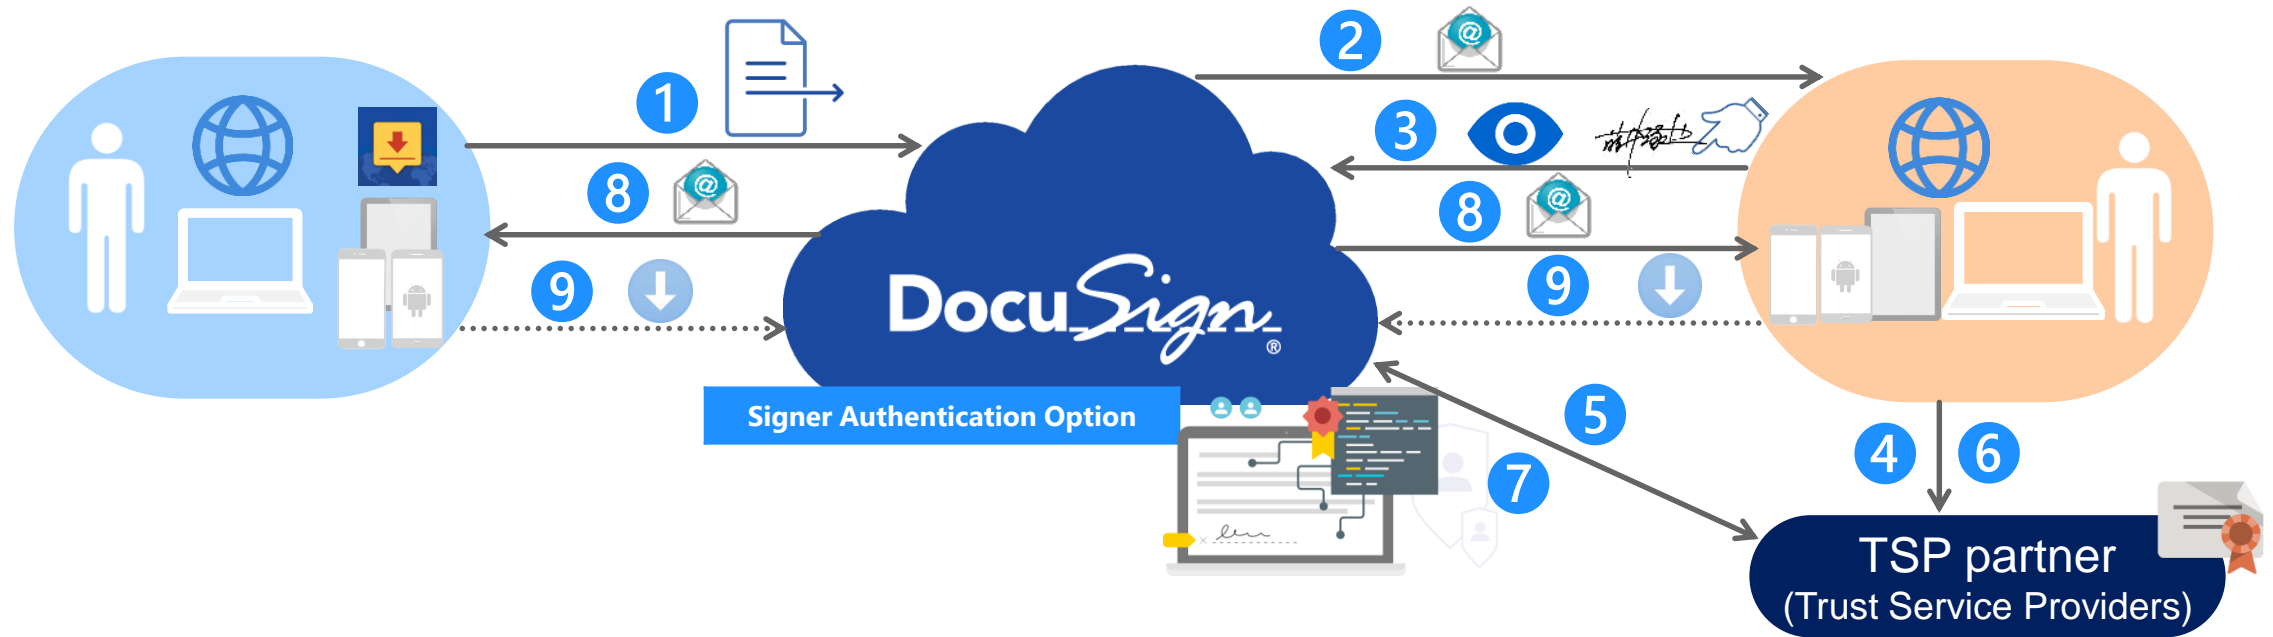 1
2
3
8
8
9
9
DocuSign®
Signer Authentication Option
5
4
6
7
TSP partner
(Trust Service Providers)